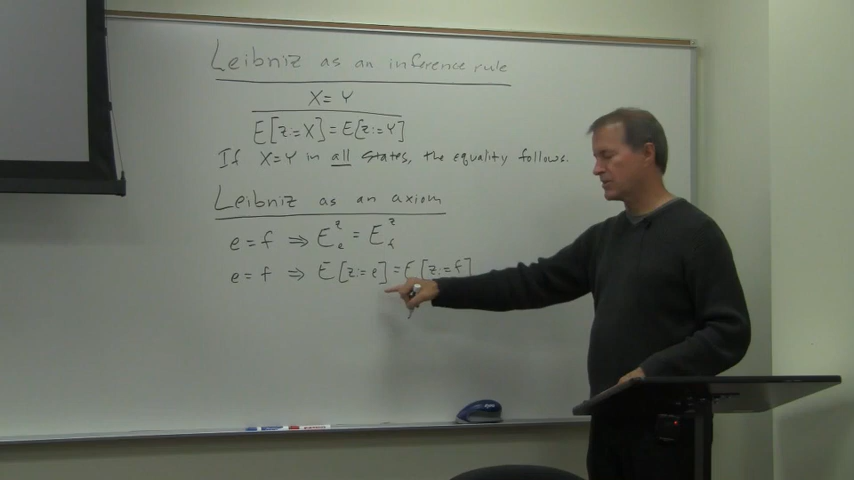 Leibniz as an inference rule
X = Y
E[z:=X] = E[z:=Y]
If X=Y in all states, the equality follows.
Leibniz as an axiom
e = f ⇒ E^z_e = E^z_f
e = f ⇒ E[z:=e] = E[z:=f]